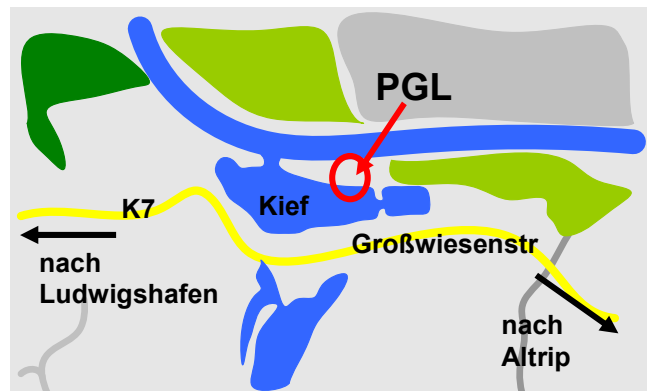 PGL
K7
Kief
Großwiesenstr
nach
Ludwigshafen
nach
Altrip